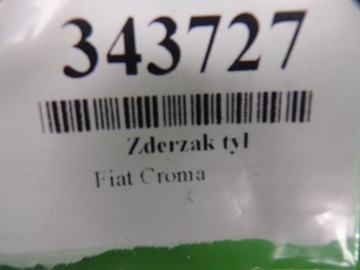 343727
Zderzak tyl
Fiat Croma